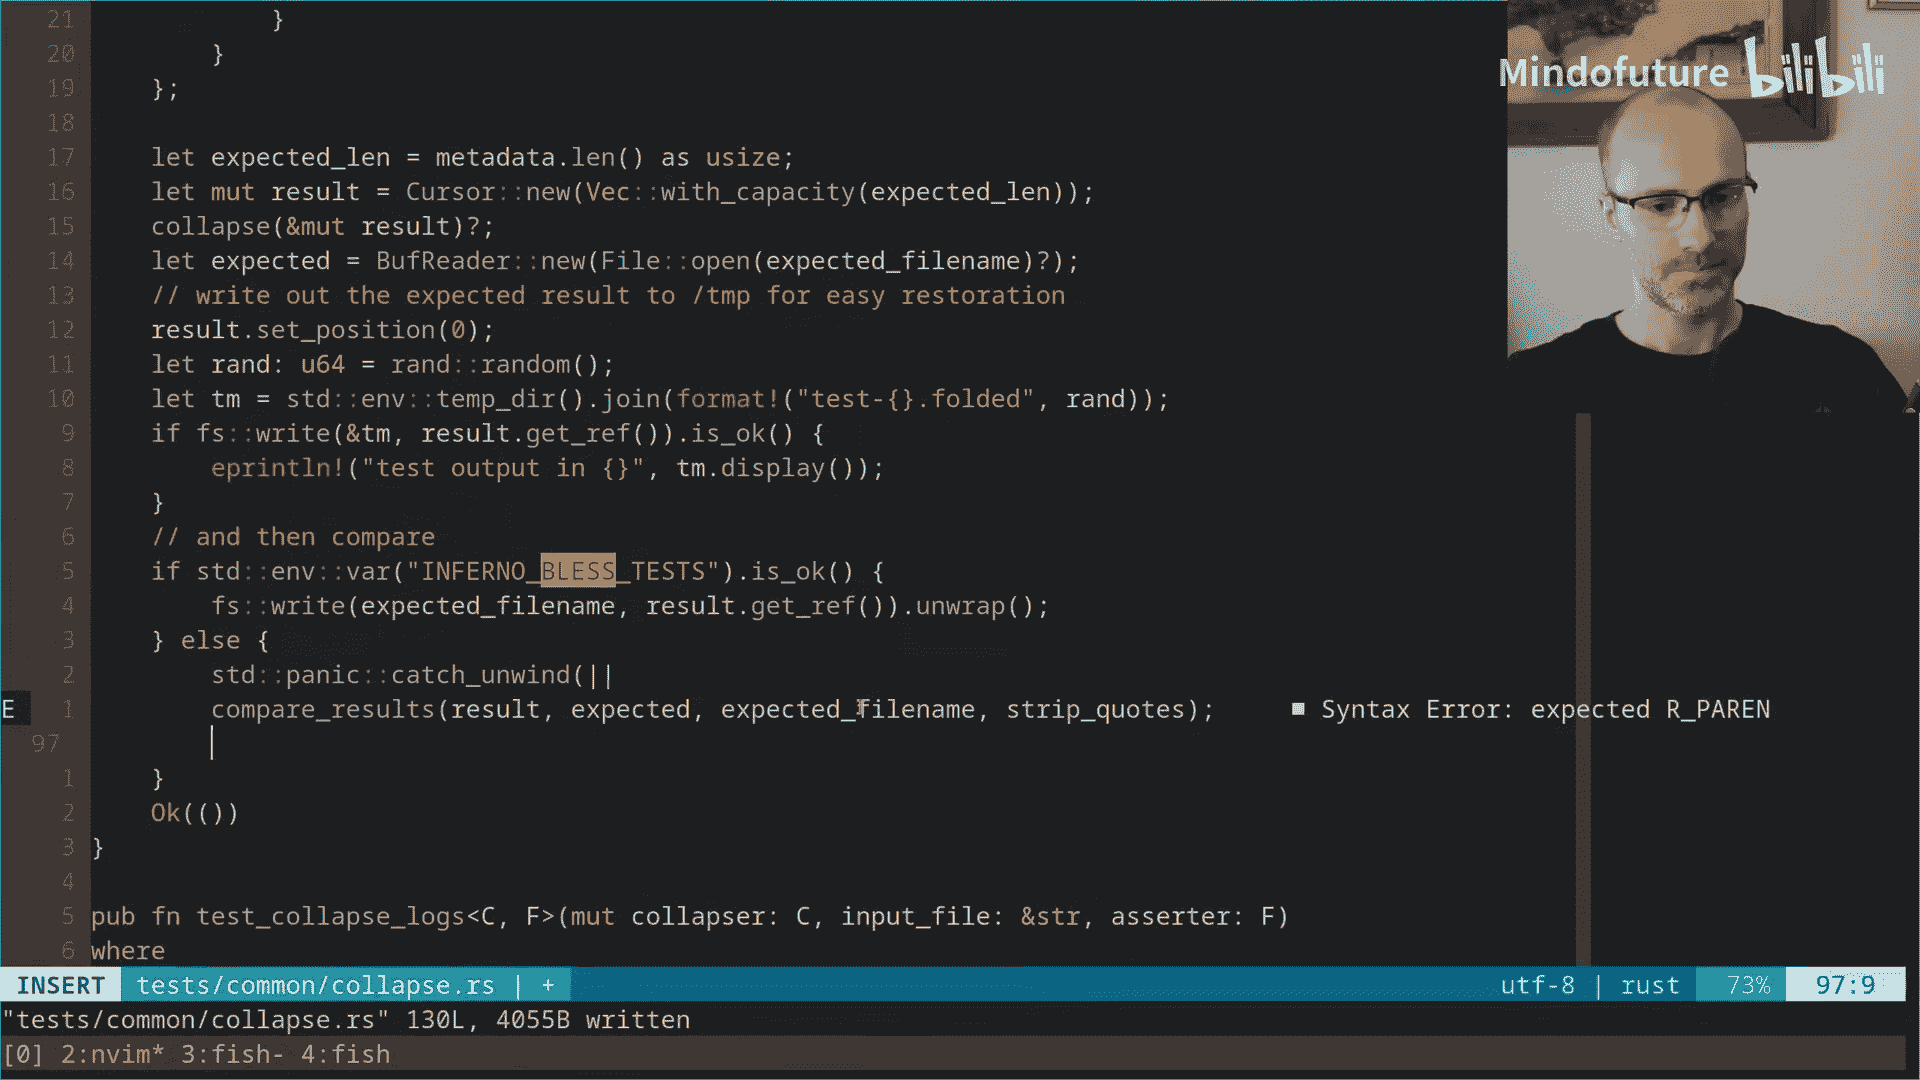 21             }
20         }
19     };
18
17     let expected_len = metadata.len() as usize;
16     let mut result = Cursor::new(Vec::with_capacity(expected_len));
15     collapse(&mut result)?;
14     let expected = BufReader::new(File::open(expected_filename)?);
13     // write out the expected result to /tmp for easy restoration
12     result.set_position(0);
11     let rand: u64 = rand::random();
10     let tm = std::env::temp_dir().join(format!("test-{}.folded", rand));
9     if fs::write(&tm, result.get_ref()).is_ok() {
8         eprintln!("test output in {}", tm.display());
7     }
6     // and then compare
5     if std::env::var("INFERNO_BLESS_TESTS").is_ok() {
4         fs::write(expected_filename, result.get_ref()).unwrap();
3     } else {
2         std::panic::catch_unwind(||
E 1         compare_results(result, expected, expected_filename, strip_quotes);     ■ Syntax Error: expected R_PAREN
97
1     }
2     Ok(())
3 }
4
5 pub fn test_collapse_logs<C, F>(mut collapser: C, input_file: &str, asserter: F)
6 where
INSERT tests/common/collapse.rs | + utf-8 | rust 73% 97:9
"tests/common/collapse.rs" 130L, 4055B written
[0] 2:nvim* 3:fish- 4:fish
Mindofuture bilibili